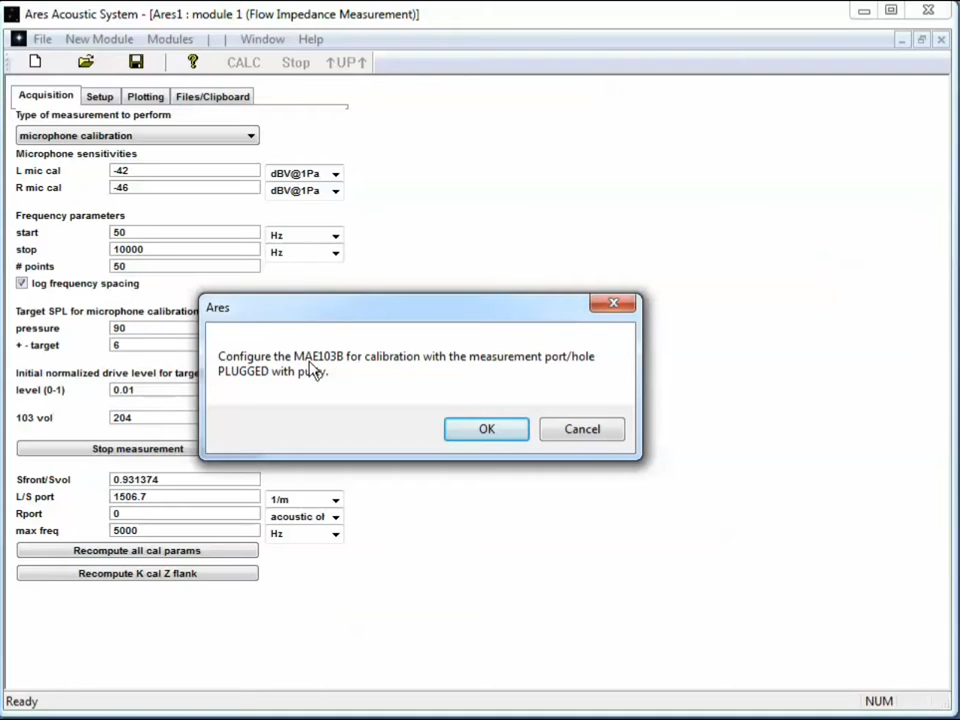 Ares Acoustic System - [Ares1 : module 1 (Flow Impedance Measurement)]
File New Module Modules | | Window Help
CALC Stop ↑UP↑
Acquisition Setup Plotting Files/Clipboard
Type of measurement to perform
microphone calibration
Microphone sensitivities
L mic cal -42 dBV@1Pa
R mic cal -46 dBV@1Pa
Frequency parameters
start 50 Hz
stop 10000 Hz
# points 50
log frequency spacing
Target SPL for microphone calibration
pressure 90
+ - target 6
Initial normalized drive level for targe
level (0-1) 0.01
103 vol 204
Stop measurement
Ares
Configure the MAE103B for calibration with the measurement port/hole
PLUGGED with putty.
OK Cancel
Sfront/Svol 0.931374
L/S port 1506.7 1/m
Rport 0 acoustic ol
max freq 5000 Hz
Recompute all cal params
Recompute K cal Z flank
Ready NUM